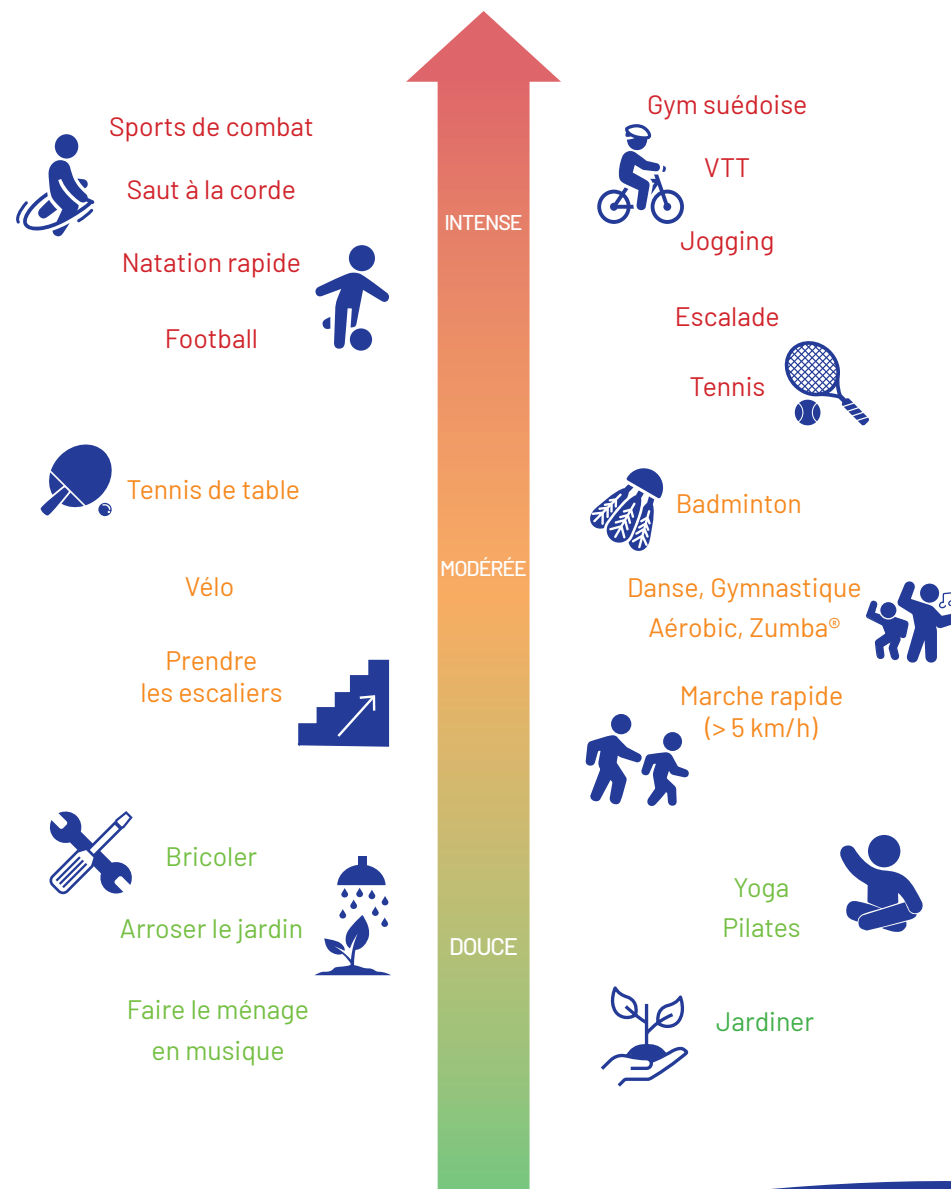 Sports de combat
Saut à la corde
Natation rapide
Football
INTENSE
Gym suédoise
VTT
Jogging
Escalade
Tennis
Tennis de table
Vélo
Prendre
les escaliers
MODÉRÉE
Badminton
Danse, Gymnastique
Aérobic, Zumba®
Marche rapide
(> 5 km/h)
Bricoler
Arroser le jardin
Faire le ménage
en musique
DOUCE
Yoga
Pilates
Jardiner